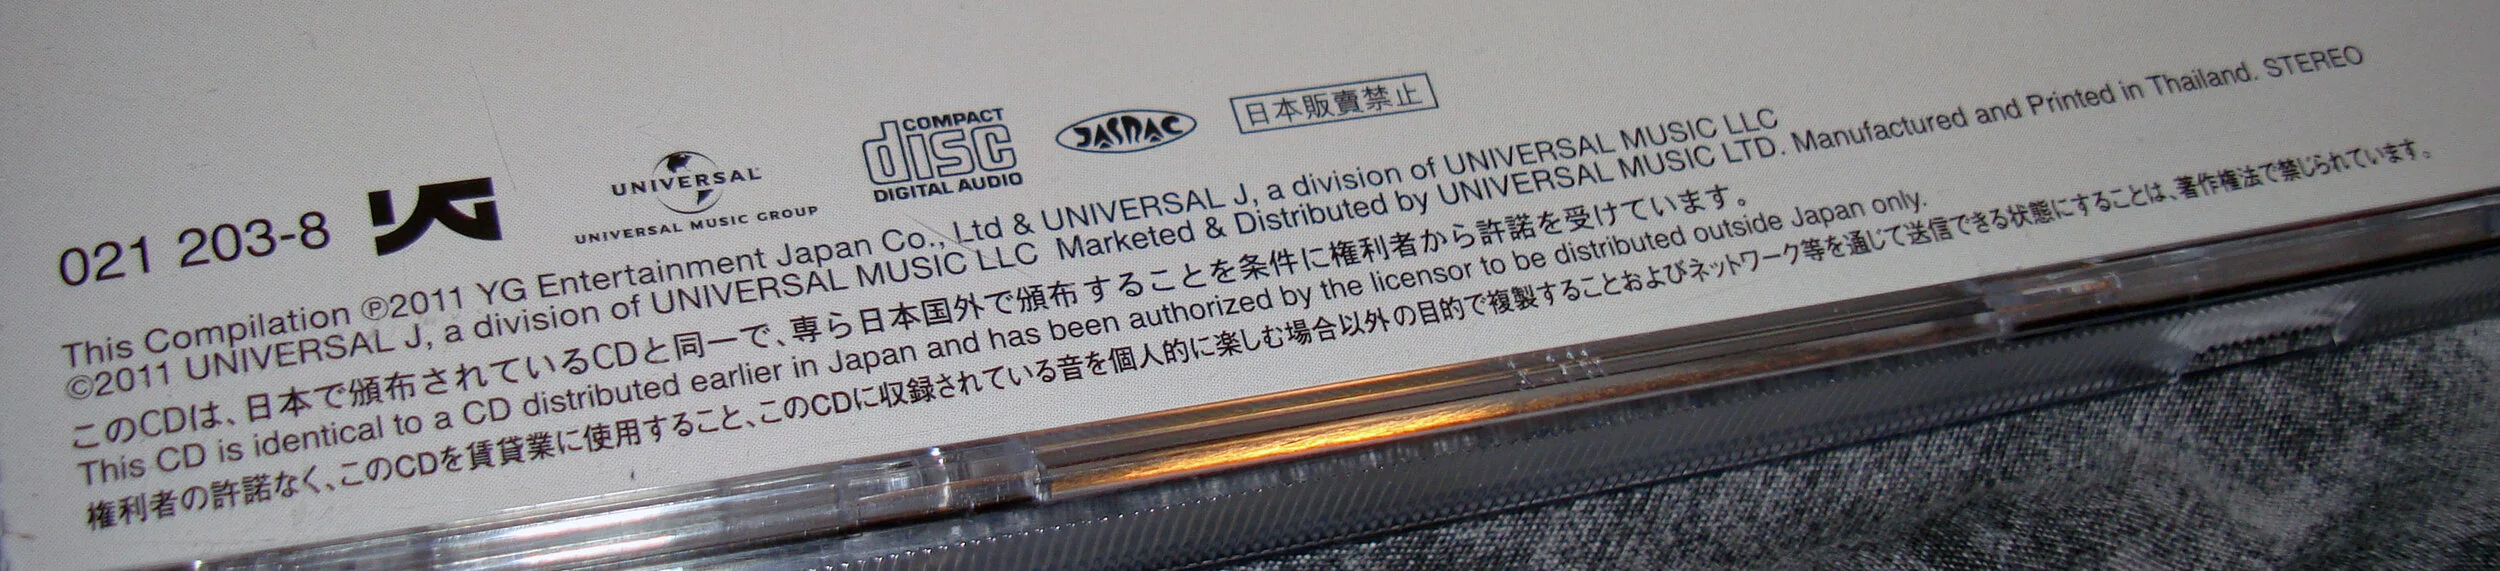 021 203-8
YG
UNIVERSAL
UNIVERSAL MUSIC GROUP
COMPACT
disc
DIGITAL AUDIO
JASRAC
日本販賣禁止
This Compilation ℗2011 YG Entertainment Japan Co., Ltd & UNIVERSAL J, a division of UNIVERSAL MUSIC LLC
©2011 UNIVERSAL J, a division of UNIVERSAL MUSIC LLC Marketed & Distributed by UNIVERSAL MUSIC LTD. Manufactured and Printed in Thailand. STEREO
このCDは、日本で頒布されているCDと同一で、専ら日本国外で頒布することを条件に権利者から許諾を受けています。
This CD is identical to a CD distributed earlier in Japan and has been authorized by the licensor to be distributed outside Japan only.
権利者の許諾なく、このCDを賃貸業に使用すること、このCDに収録されている音を個人的に楽しむ場合以外の目的で複製することおよびネットワーク等を通じて送信できる状態にすることは、著作権法で禁じられています。